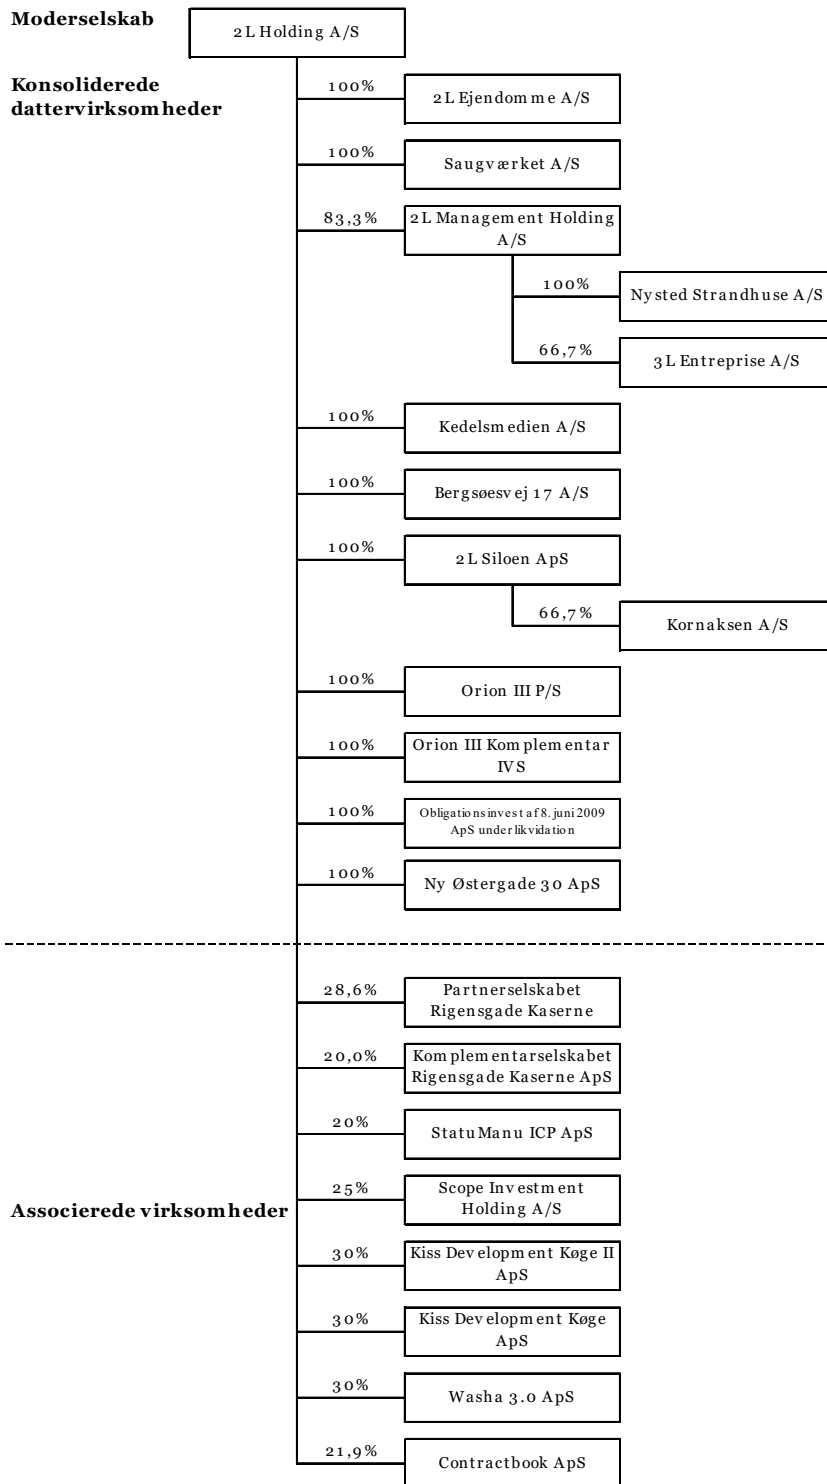 Moderselskab
2L Holding A/S
Konsoliderede
dattervirksomheder
100%
2L Ejendomme A/S
100%
Saugværket A/S
83,3%
2L Management Holding
A/S
100%
Nysted Strandhuse A/S
66,7%
3L Entreprise A/S
100%
Kedelsmedien A/S
100%
Bergsøesvej 17 A/S
100%
2L Siloen ApS
66,7%
Kornaksen A/S
100%
Orion III P/S
100%
Orion III Komplementar
IVS
100%
Obligationsinvest af 8. juni 2009
ApS under likvidation
100%
Ny Østergade 30 ApS
28,6%
Partnerselskabet
Rigensgade Kaserne
20,0%
Komplementarselskabet
Rigensgade Kaserne ApS
20%
StatuManu ICP ApS
Associerede virksomheder
25%
Scope Investment
Holding A/S
30%
Kiss Development Køge II
ApS
30%
Kiss Development Køge
ApS
30%
Washa 3.0 ApS
21,9%
Contractbook ApS